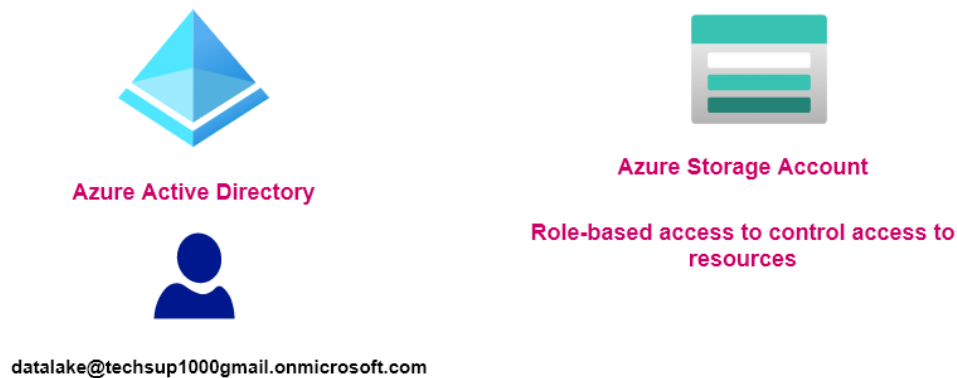 Azure Active Directory
datalake@techsup1000gmail.onmicrosoft.com
Azure Storage Account
Role-based access to control access to
resources